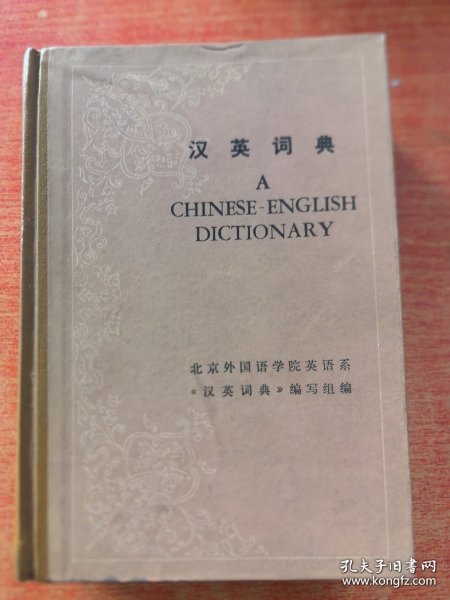 汉英词典
A
CHINESE-ENGLISH
DICTIONARY
北京外国语学院英语系
《汉英词典》编写组编
孔夫子旧书网
www.kongfz.com